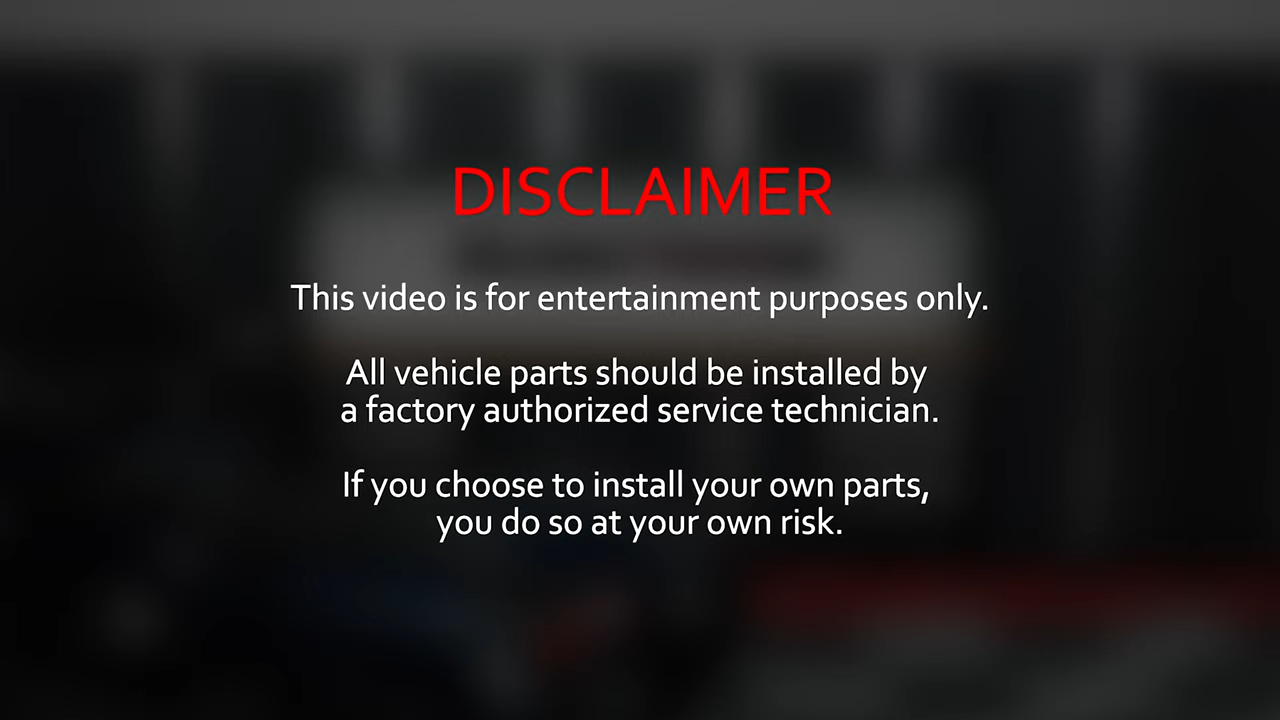 DISCLAIMER
This video is for entertainment purposes only.
All vehicle parts should be installed by
a factory authorized service technician.
If you choose to install your own parts,
you do so at your own risk.